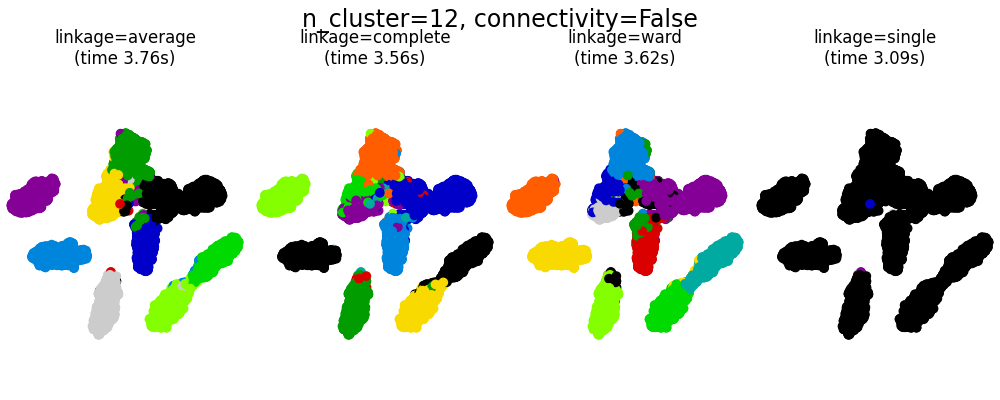 n_cluster=12, connectivity=False
linkage=average
(time 3.76s)
linkage=complete
(time 3.56s)
linkage=ward
(time 3.62s)
linkage=single
(time 3.09s)